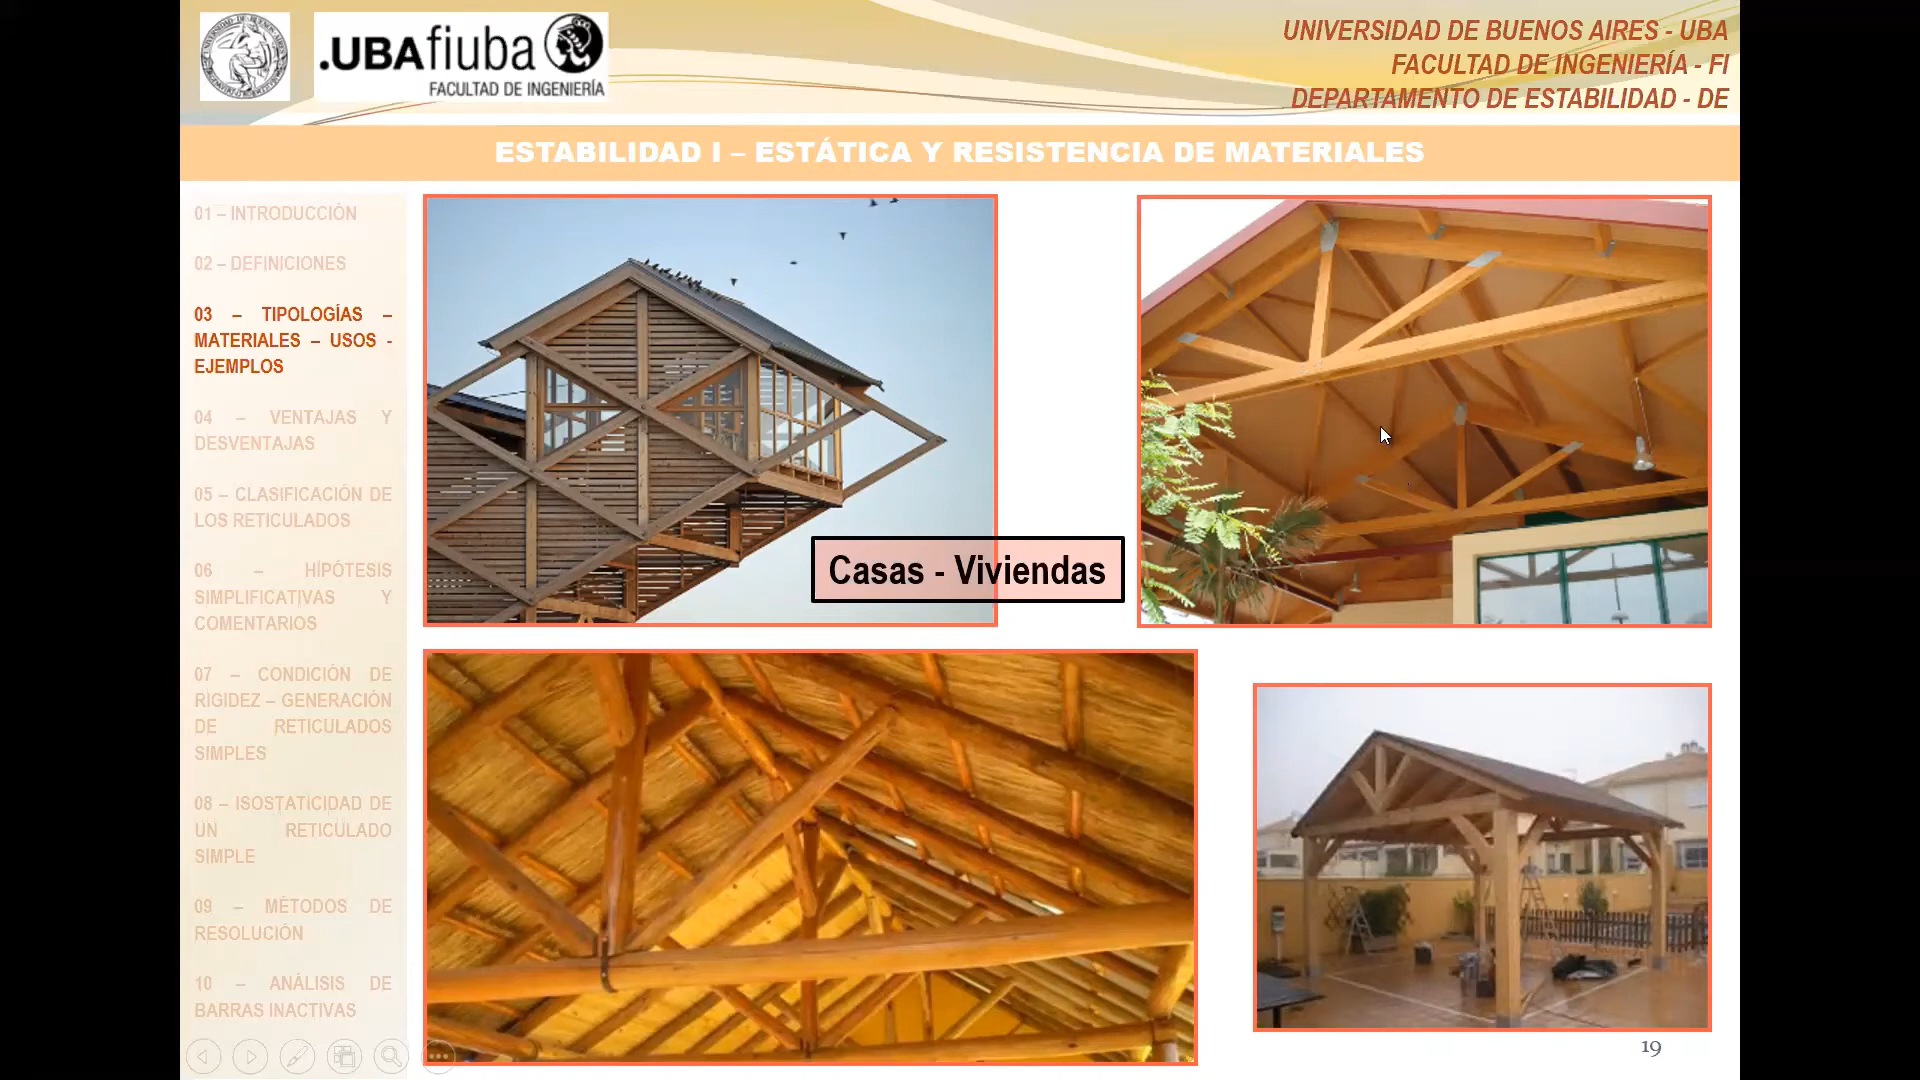 .UBAfiuba
FACULTAD DE INGENIERÍA
UNIVERSIDAD DE BUENOS AIRES - UBA
FACULTAD DE INGENIERÍA - FI
DEPARTAMENTO DE ESTABILIDAD - DE
ESTABILIDAD I – ESTÁTICA Y RESISTENCIA DE MATERIALES
01 – INTRODUCCIÓN
02 – DEFINICIONES
03 – TIPOLOGÍAS –
MATERIALES – USOS -
EJEMPLOS
04 – VENTAJAS Y
DESVENTAJAS
05 – CLASIFICACIÓN DE
LOS RETICULADOS
06 – HIPÓTESIS
SIMPLIFICATIVAS Y
COMENTARIOS
07 – CONDICIÓN DE
RIGIDEZ – GENERACIÓN
DE RETICULADOS
SIMPLES
08 – ISOSTATICIDAD DE
UN RETICULADO
SIMPLE
09 – MÉTODOS DE
RESOLUCIÓN
10 – ANÁLISIS DE
BARRAS INACTIVAS
Casas - Viviendas
19